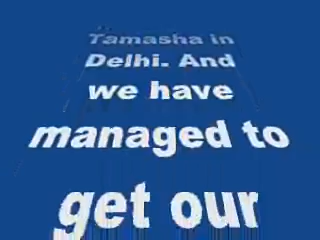 Tamasha in
Delhi. And
we have
managed to
get our